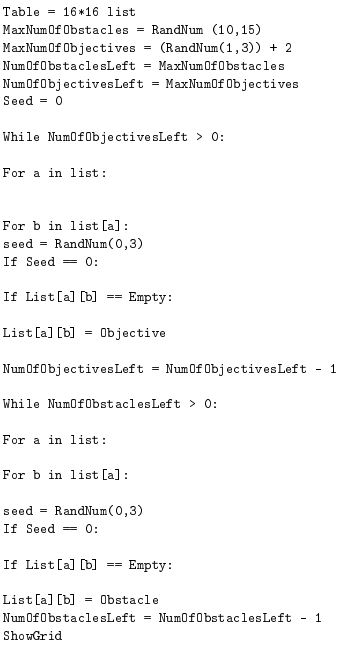 Table = 16*16 list
MaxNumOfObstacles = RandNum (10,15)
MaxNumOfObjectives = (RandNum(1,3)) + 2
NumOfObstaclesLeft = MaxNumOfObstacles
NumOfObjectivesLeft = MaxNumOfObjectives
Seed = 0
While NumOfObjectivesLeft > 0:
For a in list:
For b in list[a]:
seed = RandNum(0,3)
If Seed == 0:
If List[a][b] == Empty:
List[a][b] = Objective
NumOfObjectivesLeft = NumOfObjectivesLeft - 1
While NumOfObstaclesLeft > 0:
For a in list:
For b in list[a]:
seed = RandNum(0,3)
If Seed == 0:
If List[a][b] == Empty:
List[a][b] = Obstacle
NumOfObstaclesLeft = NumOfObstaclesLeft - 1
ShowGrid